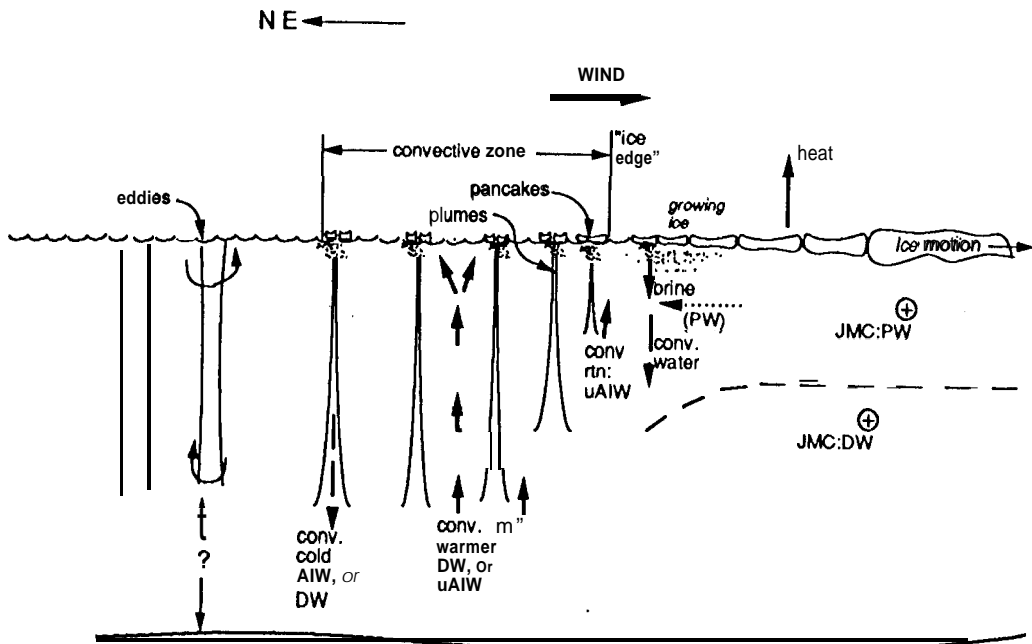 NE
WIND
convective zone
"ice
edge"
heat
pancakes
eddies
plumes
growing
ice
Ice motion
brine
(PW)
JMC:PW
conv
rtn:
uAIW
conv.
water
JMC:DW
?
conv.
cold
AIW, or
DW
conv. m"
warmer
DW, or
uAIW